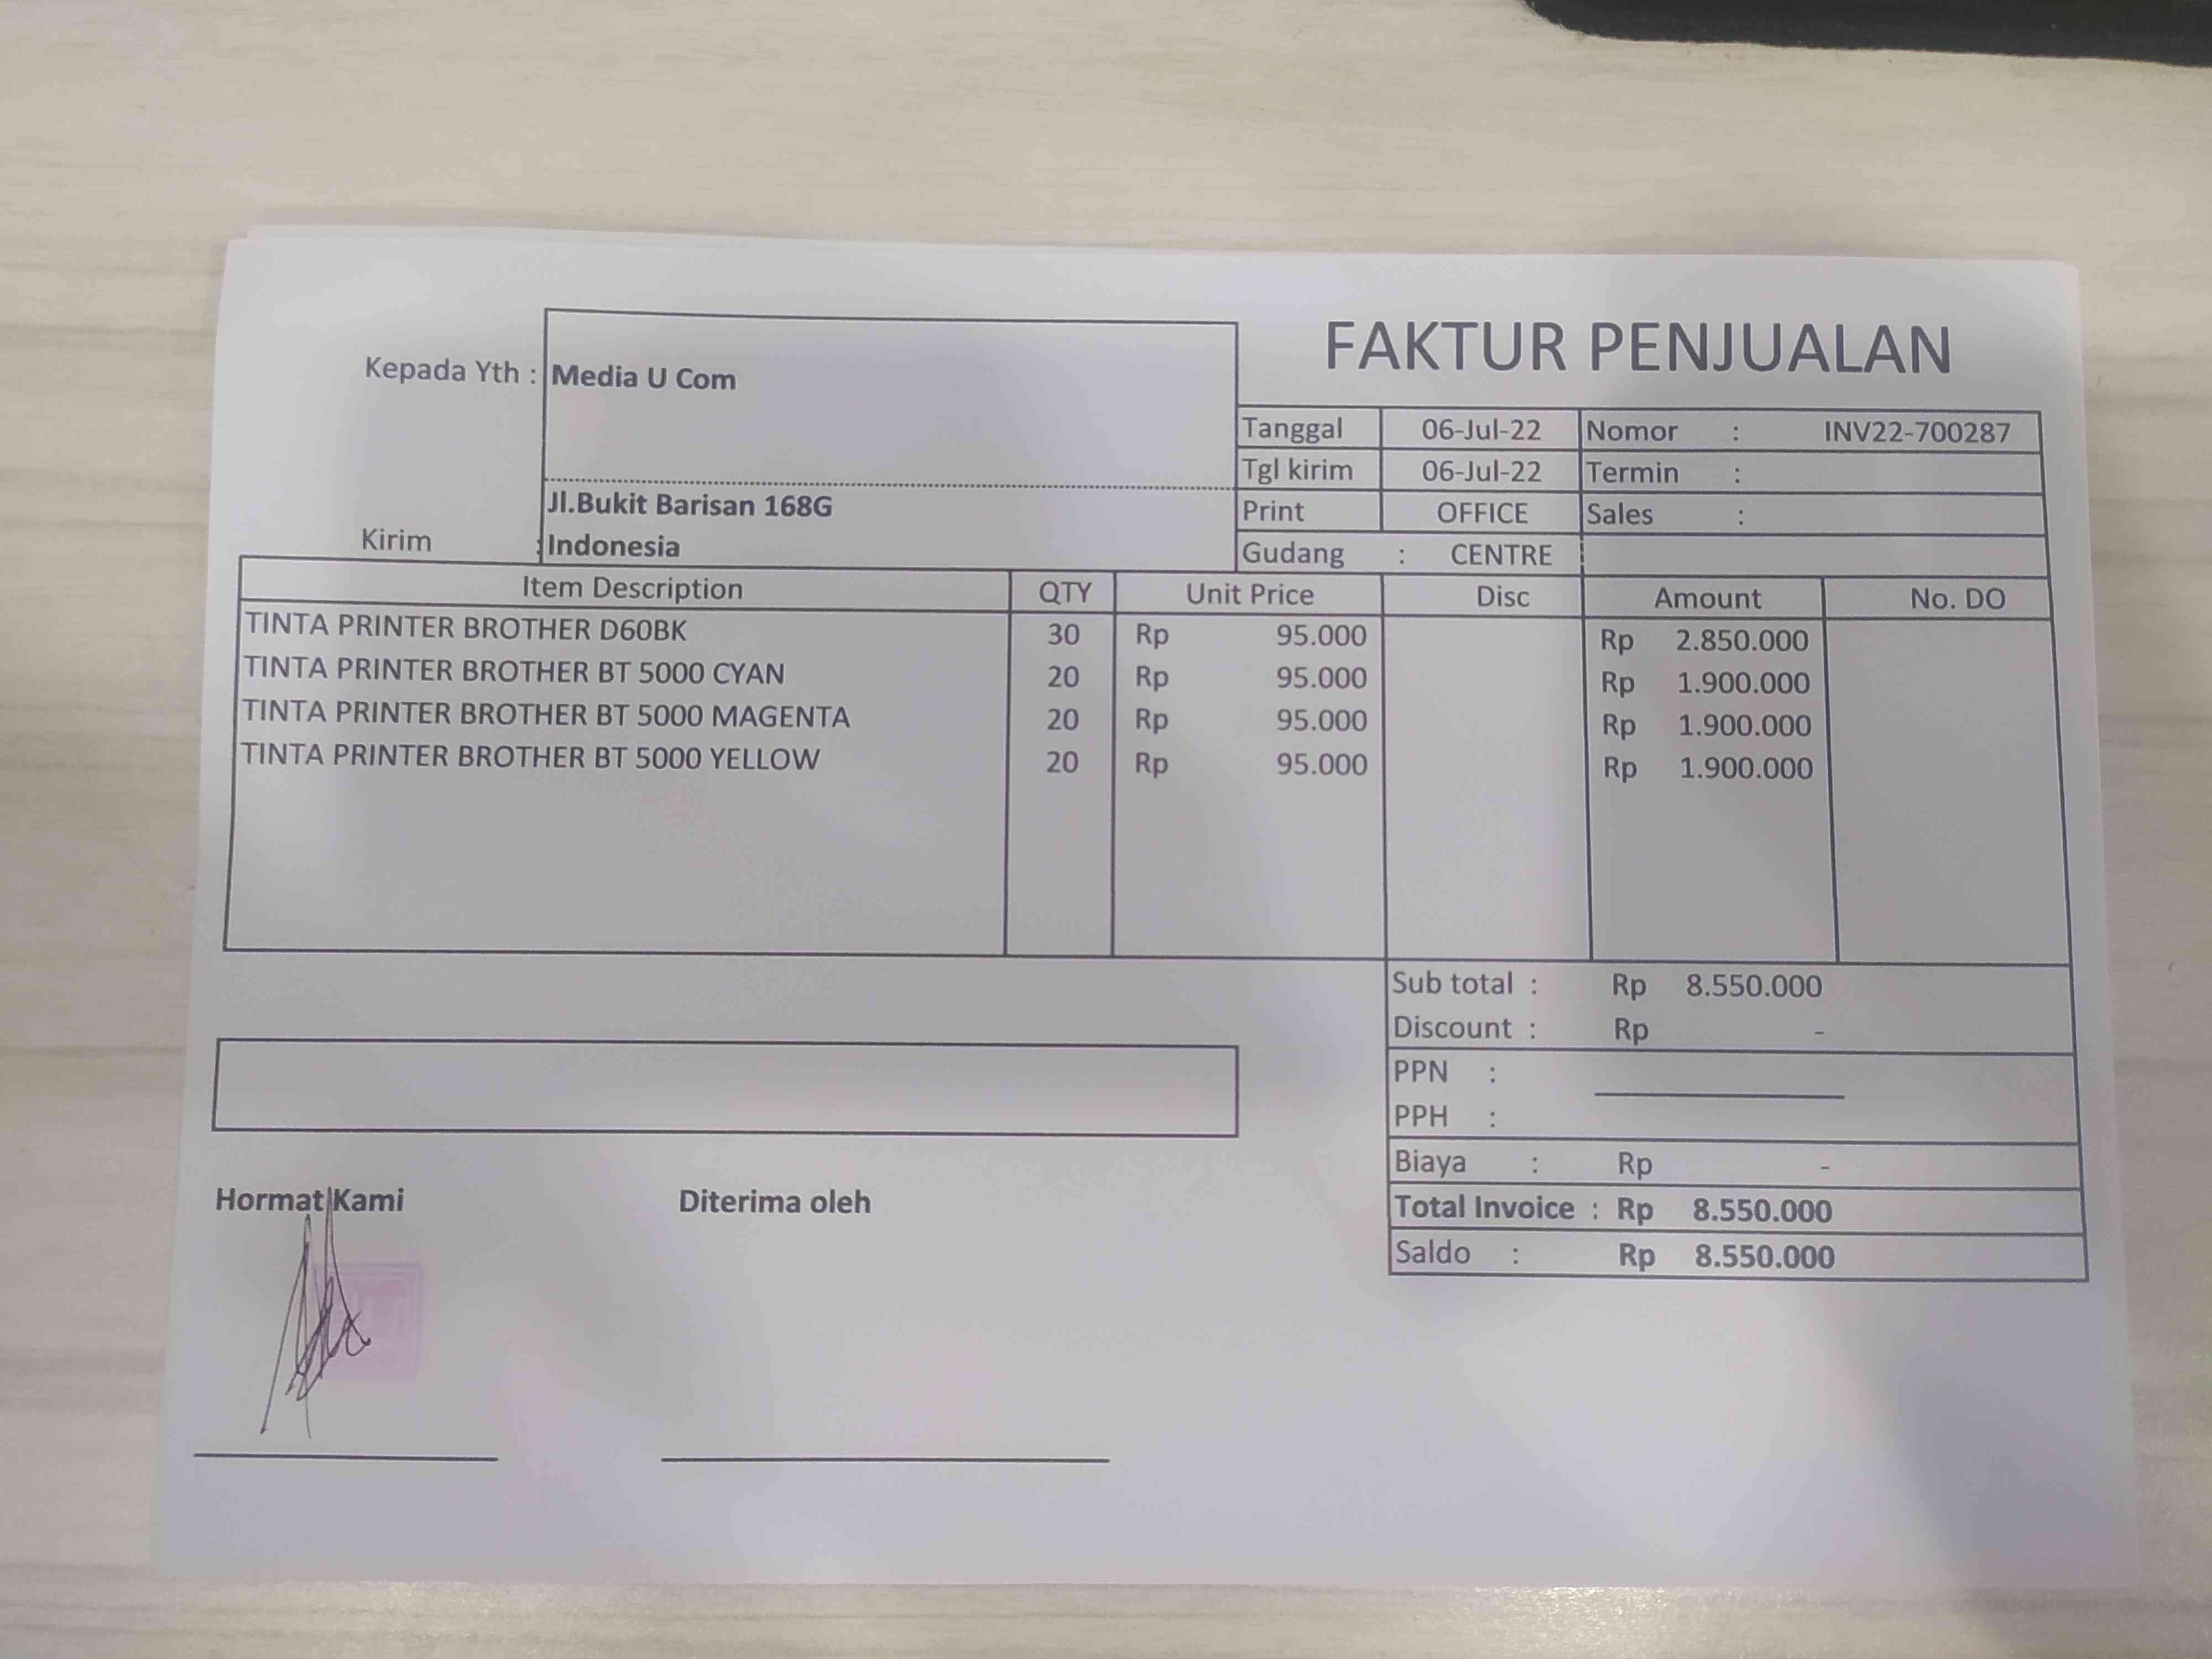 FAKTUR PENJUALAN
Kepada Yth : Media U Com
Tanggal 06-Jul-22 Nomor : INV22-700287
Tgl kirim 06-Jul-22 Termin :
Jl.Bukit Barisan 168G
Print OFFICE Sales :
Kirim : Indonesia
Gudang : CENTRE
Item Description QTY Unit Price Disc Amount No. DO
TINTA PRINTER BROTHER D60BK 30 Rp 95.000 Rp 2.850.000
TINTA PRINTER BROTHER BT 5000 CYAN 20 Rp 95.000 Rp 1.900.000
TINTA PRINTER BROTHER BT 5000 MAGENTA 20 Rp 95.000 Rp 1.900.000
TINTA PRINTER BROTHER BT 5000 YELLOW 20 Rp 95.000 Rp 1.900.000
Sub total : Rp 8.550.000
Discount : Rp -
PPN :
PPH :
Biaya : Rp -
Total Invoice : Rp 8.550.000
Saldo : Rp 8.550.000
Hormat Kami Diterima oleh